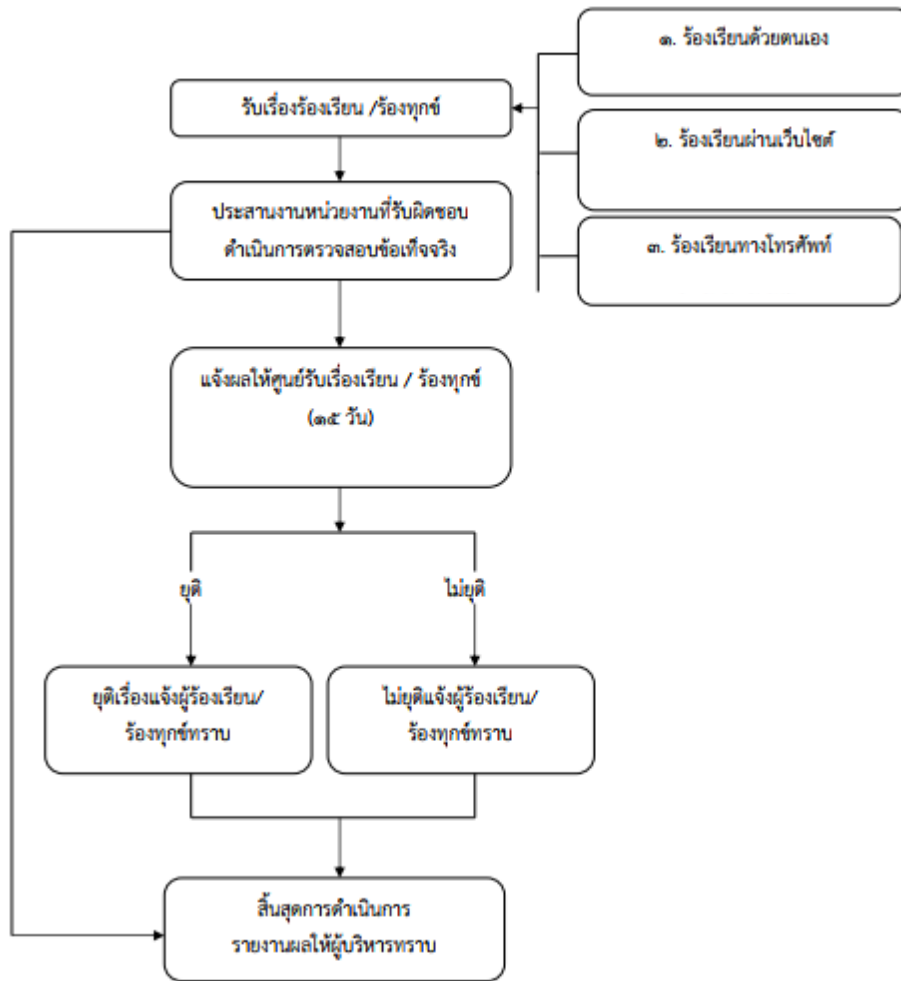 ๑. ร้องเรียนด้วยตนเอง
รับเรื่องร้องเรียน /ร้องทุกข์
๒. ร้องเรียนผ่านเว็บไซต์
ประสานงานหน่วยงานที่รับผิดชอบ
ดำเนินการตรวจสอบข้อเท็จจริง
๓. ร้องเรียนทางโทรศัพท์
แจ้งผลให้ศูนย์รับเรื่องเรียน / ร้องทุกข์
(๑๕ วัน)
ยุติ
ไม่ยุติ
ยุติเรื่องแจ้งผู้ร้องเรียน/
ร้องทุกข์ทราบ
ไม่ยุติแจ้งผู้ร้องเรียน/
ร้องทุกข์ทราบ
สิ้นสุดการดำเนินการ
รายงานผลให้ผู้บริหารทราบ